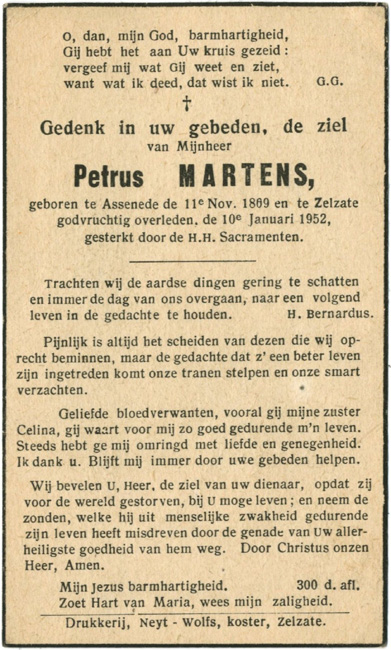 O, dan, mijn God, barmhartigheid,
Gij hebt het aan Uw kruis gezeid :
vergeef mij wat Gij weet en ziet,
want wat ik deed, dat wist ik niet. G.G.
†
Gedenk in uw gebeden, de ziel
van Mijnheer
Petrus MARTENS,
geboren te Assenede de 11e Nov. 1869 en te Zelzate
godvruchtig overleden, de 10e Januari 1952,
gesterkt door de H.H. Sacramenten.
Trachten wij de aardse dingen gering te schatten
en immer de dag van ons overgaan, naar een volgend
leven in de gedachte te houden. H. Bernardus.
Pijnlijk is altijd het scheiden van dezen die wij op-
recht beminnen, maar de gedachte dat z' een beter leven
zijn ingetreden komt onze tranen stelpen en onze smart
verzachten.
Geliefde bloedverwanten, vooral gij mijne zuster
Celina, gij waart voor mij zo goed gedurende m'n leven.
Steeds hebt ge mij omringd met liefde en genegenheid.
Ik dank u. Blijft mij immer door uwe gebeden helpen.
Wij bevelen U, Heer, de ziel van uw dienaar, opdat zij
voor de wereld gestorven, bij U moge leven ; en neem de
zonden, welke hij uit menselijke zwakheid gedurende
zijn leven heeft misdreven door de genade van Uw aller-
heiligste goedheid van hem weg. Door Christus onzen
Heer, Amen.
Mijn Jezus barmhartigheid. 300 d. afl.
Zoet Hart van Maria, wees mijn zaligheid.
Drukkerij, Neyt - Wolfs, koster, Zelzate.